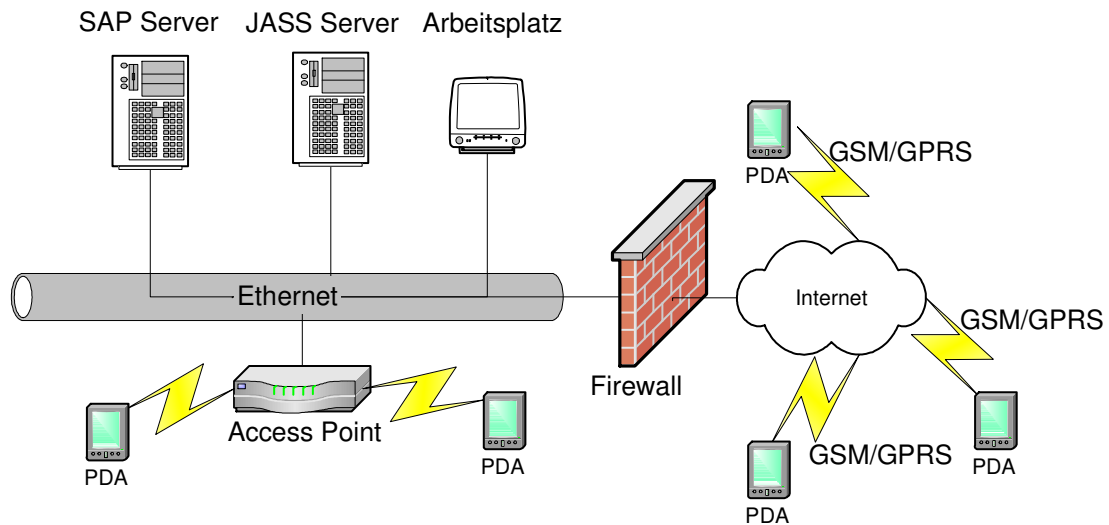 SAP Server
JASS Server
Arbeitsplatz
GSM/GPRS
PDA
Ethernet
Internet
GSM/GPRS
Firewall
Access Point
PDA
PDA
GSM/GPRS
PDA
PDA